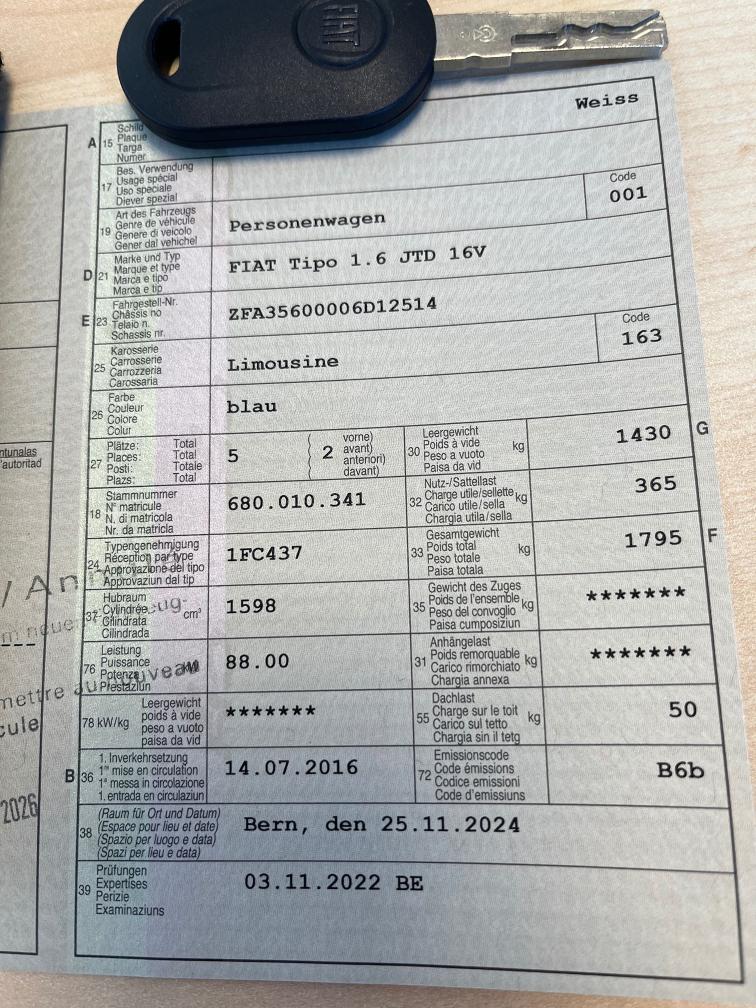 FIAT
Weiss
A 15 Schild
Plaque
Targa
Numer
17 Bes. Verwendung
Usage spécial
Uso speciale
Diever spezial
19 Art des Fahrzeugs
Genre de véhicule
Genere di veicolo
Gener dal vehichel
Personenwagen
Code
001
D 21 Marke und Typ
Marque et type
Marca e tipo
Marca e tip
FIAT Tipo 1.6 JTD 16V
E 23 Fahrgestell-Nr.
Châssis no
Telaio n.
Schassis nr.
ZFA35600006D12514
25 Karosserie
Carrosserie
Carrozzeria
Carossaria
Limousine
Code
163
26 Farbe
Couleur
Colore
Colur
blau
27 Plätze: Total
Places: Total
Posti: Totale
Plazs: Total
5
2
vorne)
avant)
anteriori)
davant)
30 Leergewicht
Poids à vide
Peso a vuoto
Paisa da vid
kg
1430 G
18 Stammnummer
N° matricule
N. di matricola
Nr. da matricla
680.010.341
32 Nutz-/Sattellast
Charge utile/sellette
Carico utile/sella
Chargia utila/sella
kg
365
24 Typengenehmigung
Réception par type
Approvazione del tipo
Approvaziun dal tip
1FC437
33 Gesamtgewicht
Poids total
Peso totale
Paisa totala
kg
1795 F
37 Hubraum
Cylindrée
Cilindrata
Cilindrada
cm³
1598
35 Gewicht des Zuges
Poids de l'ensemble
Peso del convoglio
Paisa cumposiziun
kg
*******
76 Leistung
Puissance
Potenza
Prestaziun
kW
88.00
31 Anhängelast
Poids remorquable
Carico rimorchiato
Chargia annexa
kg
*******
78 kW/kg
Leergewicht
poids à vide
peso a vuoto
paisa da vid
*******
55 Dachlast
Charge sur le toit
Carico sul tetto
Chargia sin il tetg
kg
50
B 36 1. Inverkehrsetzung
1re mise en circulation
1a messa in circolazione
1. entrada en circulaziun
14.07.2016
72 Emissionscode
Code émissions
Codice emissioni
Code d'emissiuns
B6b
38 (Raum für Ort und Datum)
(Espace pour lieu et date)
(Spazio per luogo e data)
(Spazi per lieu e data)
Bern, den 25.11.2024
39 Prüfungen
Expertises
Perizie
Examinaziuns
03.11.2022 BE
ntunalas
l'autoritad
/ An
m neue
mettre du nouveau
cule
2026